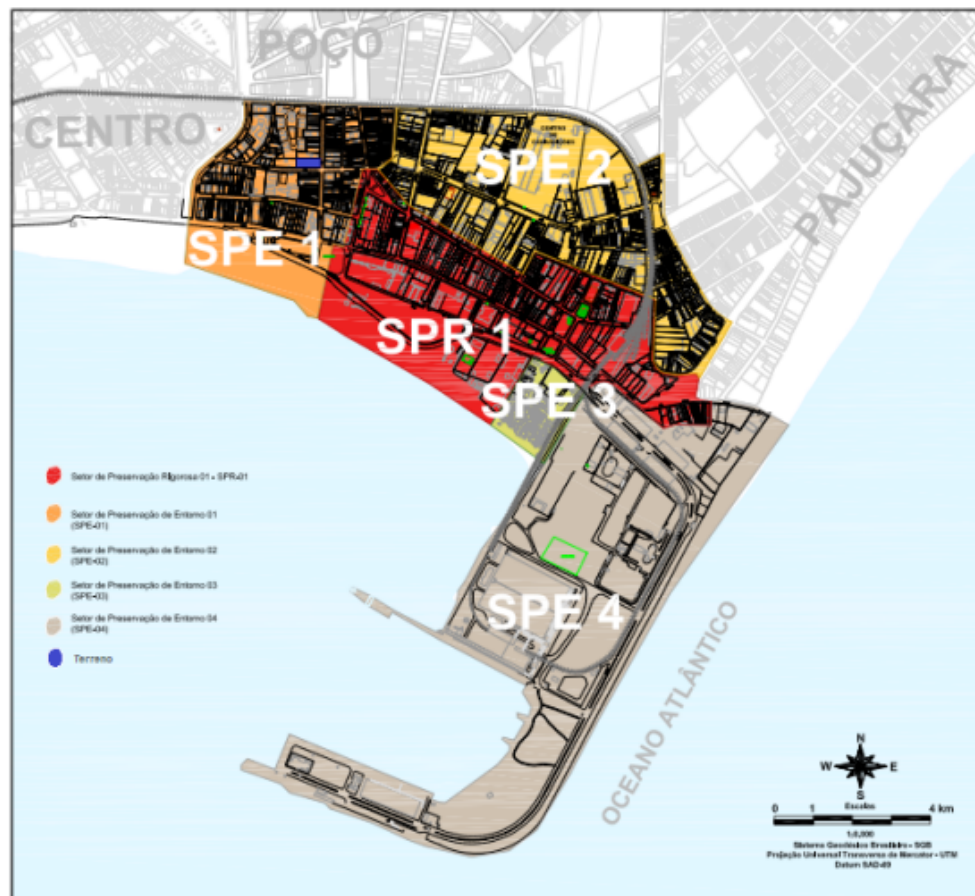 POÇO
CENTRO
PAJUÇARA
SPE 2
SPE 1
SPR 1
SPE 3
SPE 4
Setor de Preservação Rigorosa 01 - SPR-01
Setor de Preservação de Entorno 01
(SPE-01)
Setor de Preservação de Entorno 02
(SPE-02)
Setor de Preservação de Entorno 03
(SPE-03)
Setor de Preservação de Entorno 04
(SPE-04)
Terreno
OCEANO ATLÂNTICO
N
W
E
S
0 1 Escalas 4 km
Sistema Geodésico Brasileiro - SGB
Projeção Universal Transversa de Mercator - UTM
Datum SAD-69